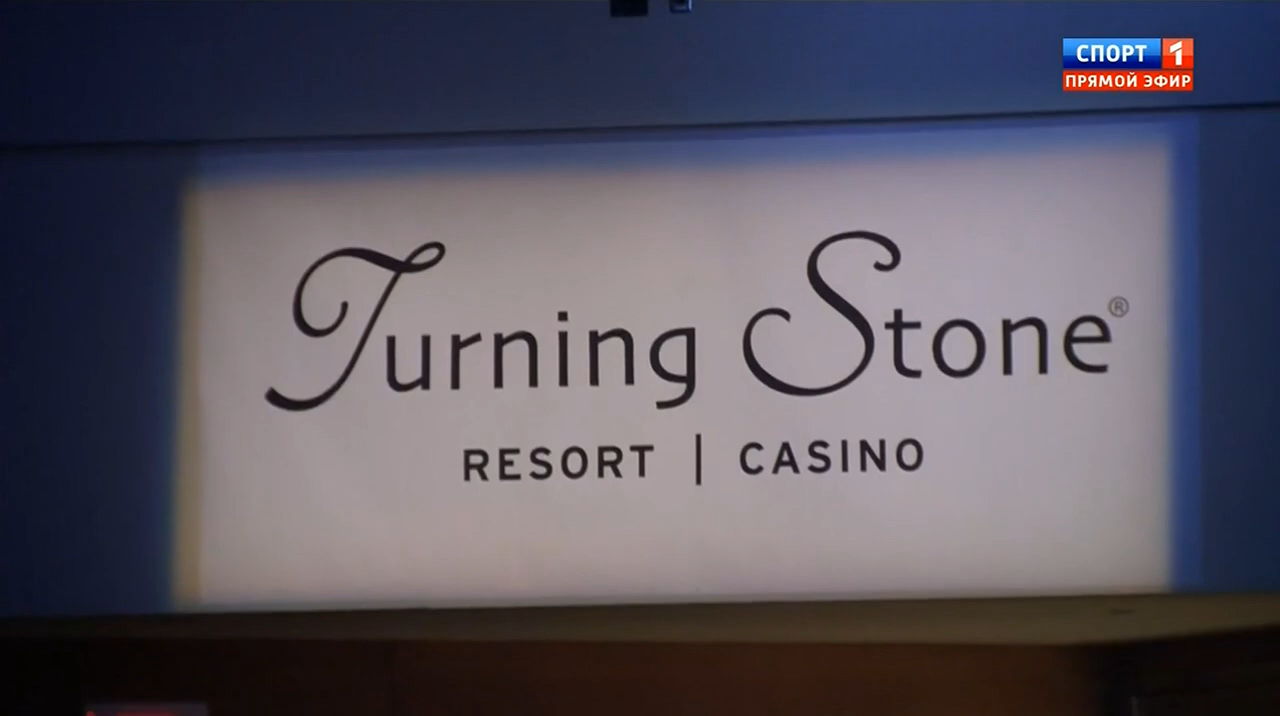 СПОРТ 1
ПРЯМОЙ ЭФИР
Turning Stone®
RESORT | CASINO